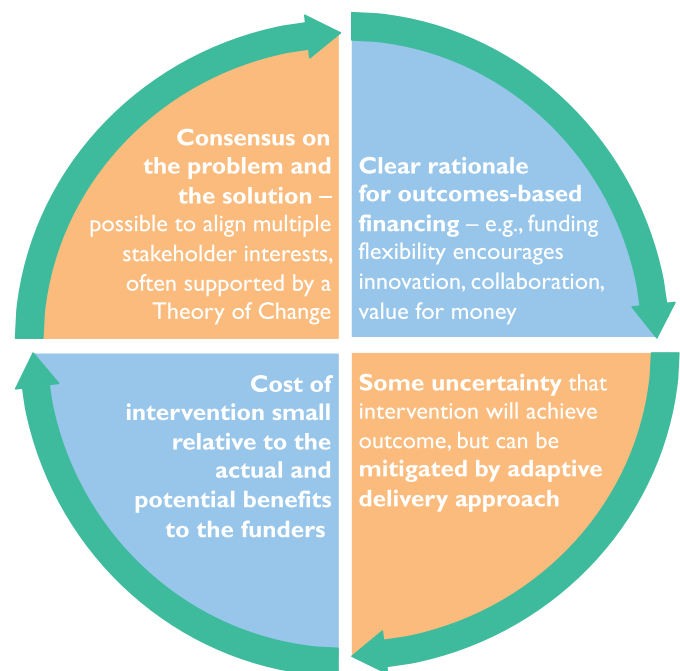 Consensus on
the problem and
the solution –
possible to align multiple
stakeholder interests,
often supported by a
Theory of Change
Clear rationale
for outcomes-based
financing – e.g., funding
flexibility encourages
innovation, collaboration,
value for money
Cost of
intervention small
relative to the
actual and
potential benefits
to the funders
Some uncertainty that
intervention will achieve
outcome, but can be
mitigated by adaptive
delivery approach